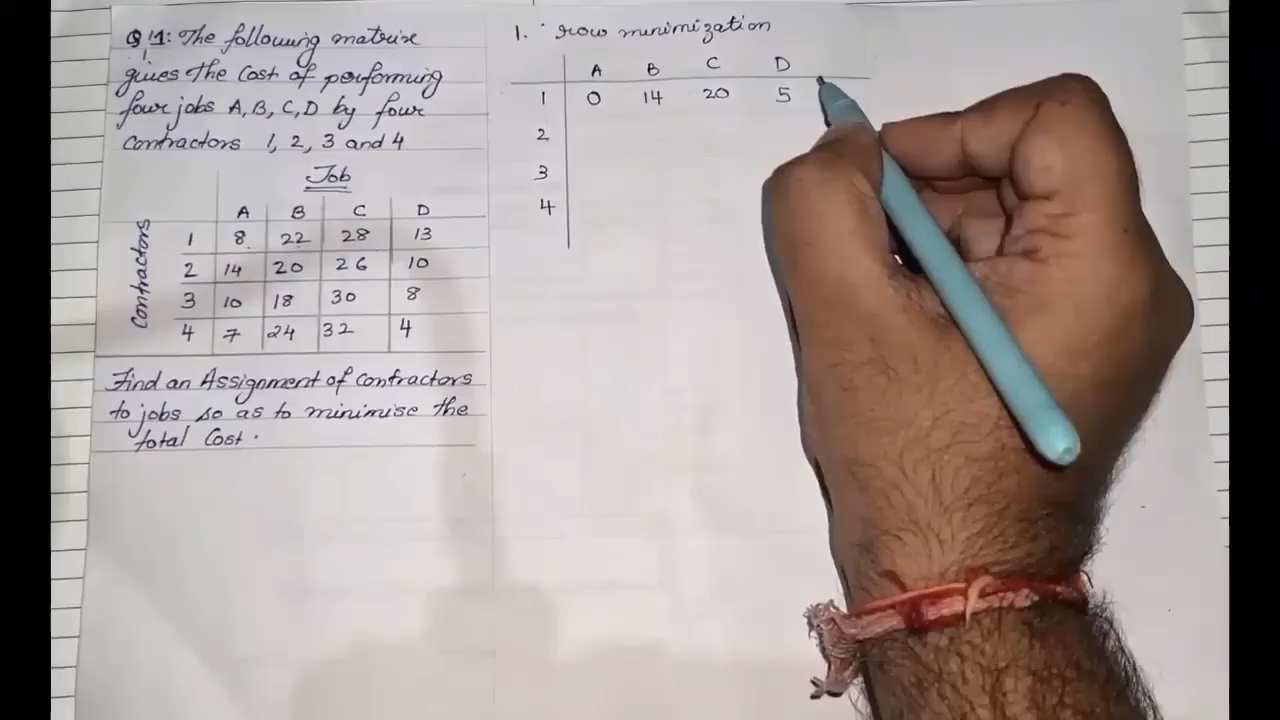 Q 1: The following matrix
gives the cost of performing
four jobs A, B, C, D by four
contractors 1, 2, 3 and 4
Job
A B C D
Contractors
1 8 22 28 13
2 14 20 26 10
3 10 18 30 8
4 7 24 32 4
Find an Assignment of contractors
to jobs so as to minimise the
total cost.
1. row minimization
A B C D
1 0 14 20 5
2
3
4